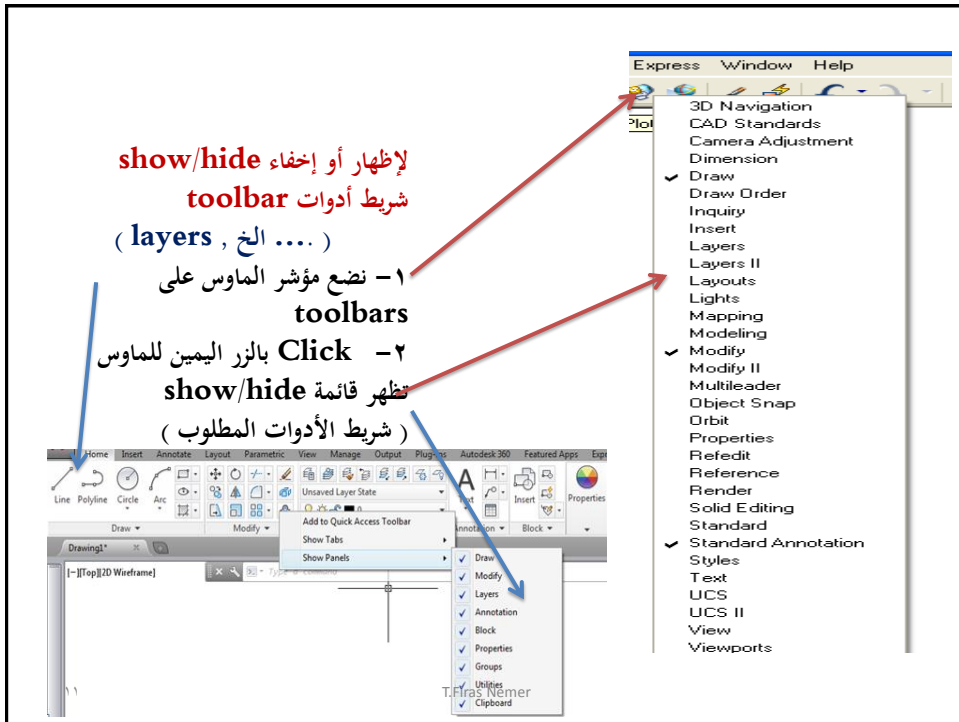 لإظهار أو إخفاء show/hide
شريط أدوات toolbar
( layers , الخ .... )
١- نضع مؤشر الماوس على
toolbars
٢- Click بالزر اليمين للماوس
تظهر قائمة show/hide
( شريط الأدوات المطلوب )
Express Window Help
Plot
3D Navigation
CAD Standards
Camera Adjustment
Dimension
Draw
Draw Order
Inquiry
Insert
Layers
Layers II
Layouts
Lights
Mapping
Modeling
Modify
Modify II
Multileader
Object Snap
Orbit
Properties
Refedit
Reference
Render
Solid Editing
Standard
Standard Annotation
Styles
Text
UCS
UCS II
View
Viewports
Home Insert Annotate Layout Parametric View Manage Output Plug-ins Autodesk 360 Featured Apps Expr
Unsaved Layer State
Line Polyline Circle Arc Text Insert Properties
0
Draw Modify Annotation Block
Add to Quick Access Toolbar
Show Tabs
Show Panels
Drawing1*
[-][Top][2D Wireframe]
Draw
Modify
Layers
Annotation
Block
Properties
Groups
Utilities
Clipboard
١١
T.Firas Nemer